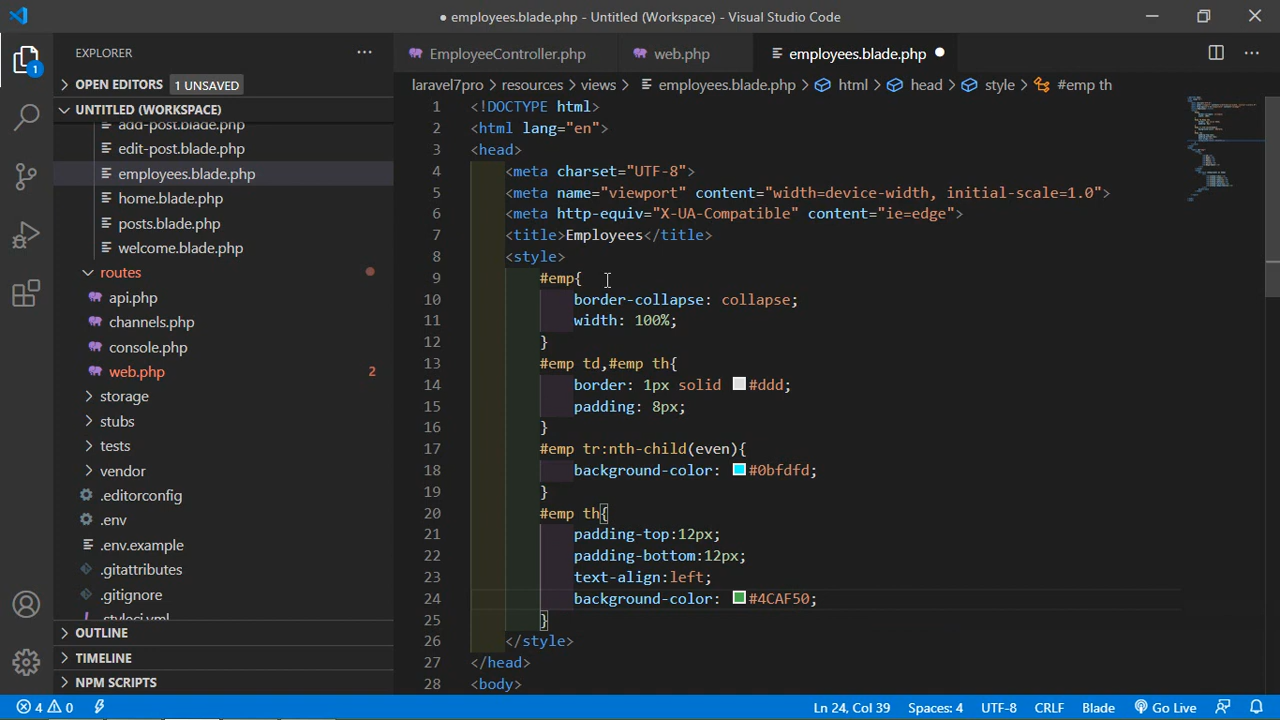 ● employees.blade.php - Untitled (Workspace) - Visual Studio Code
EXPLORER
1
OPEN EDITORS 1 UNSAVED
UNTITLED (WORKSPACE)
add-post.blade.php
edit-post.blade.php
employees.blade.php
home.blade.php
posts.blade.php
welcome.blade.php
routes
api.php
channels.php
console.php
web.php 2
storage
stubs
tests
vendor
.editorconfig
.env
.env.example
.gitattributes
.gitignore
.styleci.yml
OUTLINE
TIMELINE
NPM SCRIPTS
EmployeeController.php web.php employees.blade.php ●
laravel7pro > resources > views > employees.blade.php > html > head > style > #emp th
1 <!DOCTYPE html>
2 <html lang="en">
3 <head>
4 <meta charset="UTF-8">
5 <meta name="viewport" content="width=device-width, initial-scale=1.0">
6 <meta http-equiv="X-UA-Compatible" content="ie=edge">
7 <title>Employees</title>
8 <style>
9 #emp{
10 border-collapse: collapse;
11 width: 100%;
12 }
13 #emp td,#emp th{
14 border: 1px solid #ddd;
15 padding: 8px;
16 }
17 #emp tr:nth-child(even){
18 background-color: #0bfdfd;
19 }
20 #emp th{
21 padding-top:12px;
22 padding-bottom:12px;
23 text-align:left;
24 background-color: #4CAF50;
25 }
26 </style>
27 </head>
28 <body>
4 0 Ln 24, Col 39 Spaces: 4 UTF-8 CRLF Blade Go Live